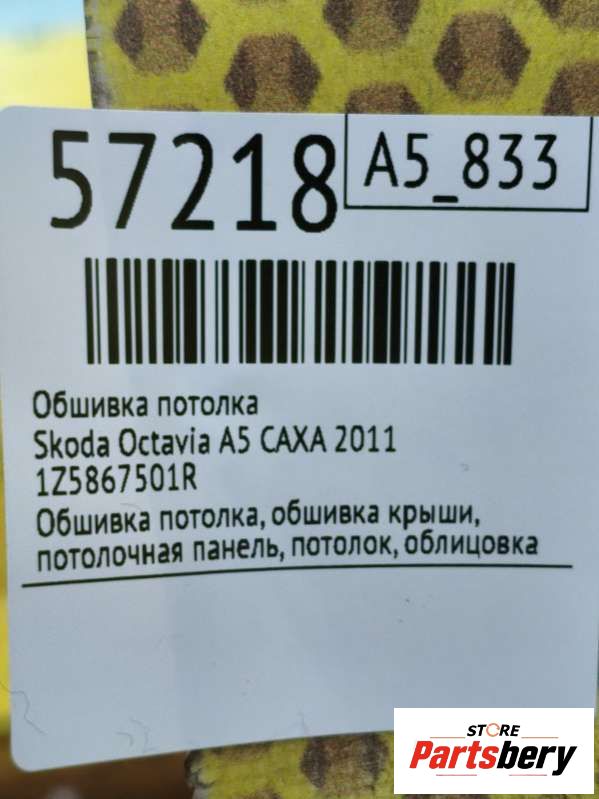 57218
A5_833
Обшивка потолка
Skoda Octavia A5 CAXA 2011
1Z5867501R
Обшивка потолка, обшивка крыши,
потолочная панель, потолок, облицовка
STORE
Partsbery